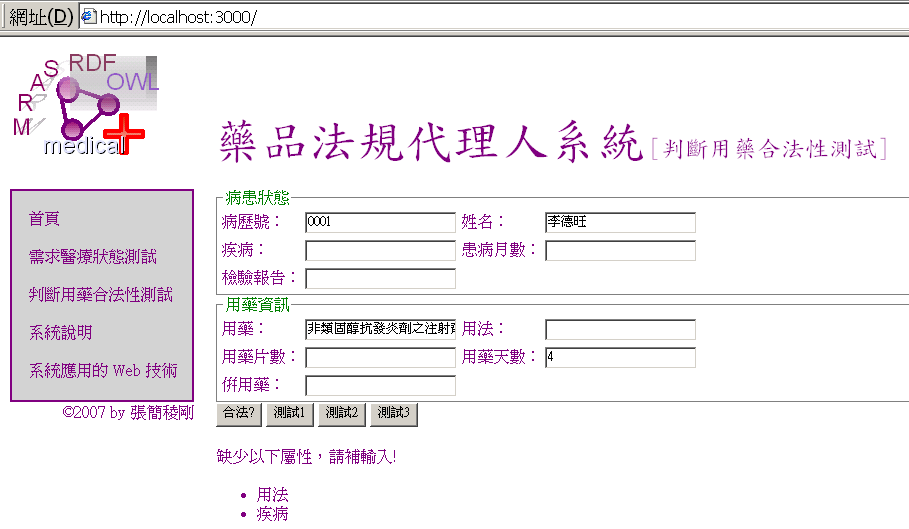 網址(D) http://localhost:3000/
MARAS RDF OWL
medical
藥品法規代理人系統 [判斷用藥合法性測試]
首頁
需求醫療狀態測試
判斷用藥合法性測試
系統說明
系統應用的 Web 技術
©2007 by 張簡稜剛
病患狀態
病歷號： 0001 姓名： 李德旺
疾病： 患病月數：
檢驗報告：
用藥資訊
用藥： 非類固醇抗發炎劑之注射 用法：
用藥片數： 用藥天數： 4
併用藥：
合法? 測試1 測試2 測試3
缺少以下屬性，請補輸入!
• 用法
• 疾病